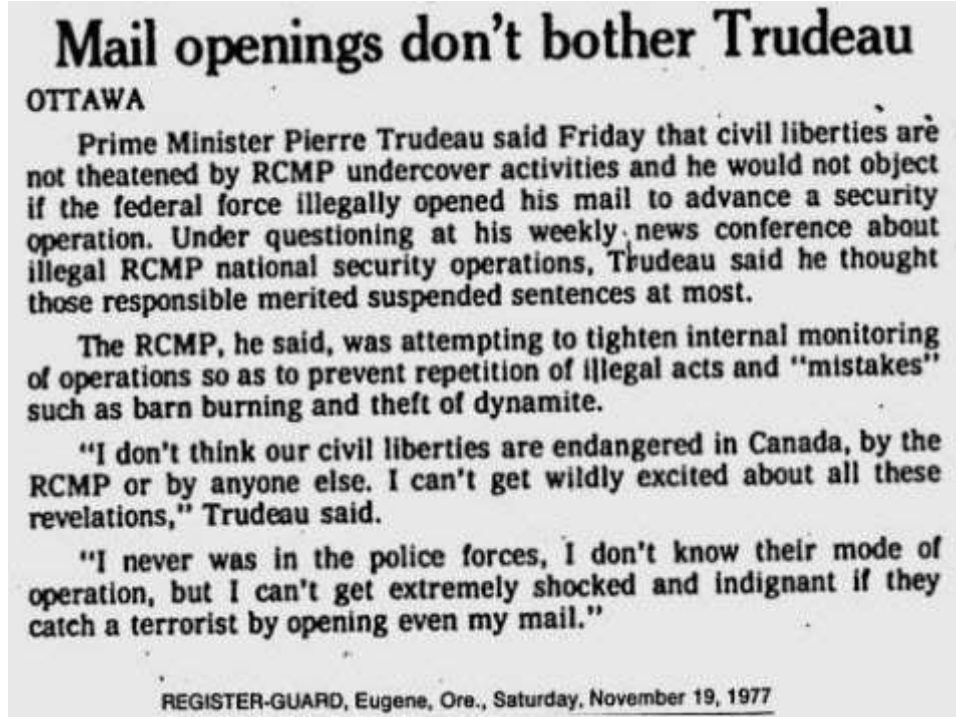 Mail openings don't bother Trudeau
OTTAWA
Prime Minister Pierre Trudeau said Friday that civil liberties are
not theatened by RCMP undercover activities and he would not object
if the federal force illegally opened his mail to advance a security
operation. Under questioning at his weekly news conference about
illegal RCMP national security operations, Trudeau said he thought
those responsible merited suspended sentences at most.
The RCMP, he said, was attempting to tighten internal monitoring
of operations so as to prevent repetition of illegal acts and "mistakes"
such as barn burning and theft of dynamite.
"I don't think our civil liberties are endangered in Canada, by the
RCMP or by anyone else. I can't get wildly excited about all these
revelations," Trudeau said.
"I never was in the police forces, I don't know their mode of
operation, but I can't get extremely shocked and indignant if they
catch a terrorist by opening even my mail."
REGISTER-GUARD, Eugene, Ore., Saturday, November 19, 1977